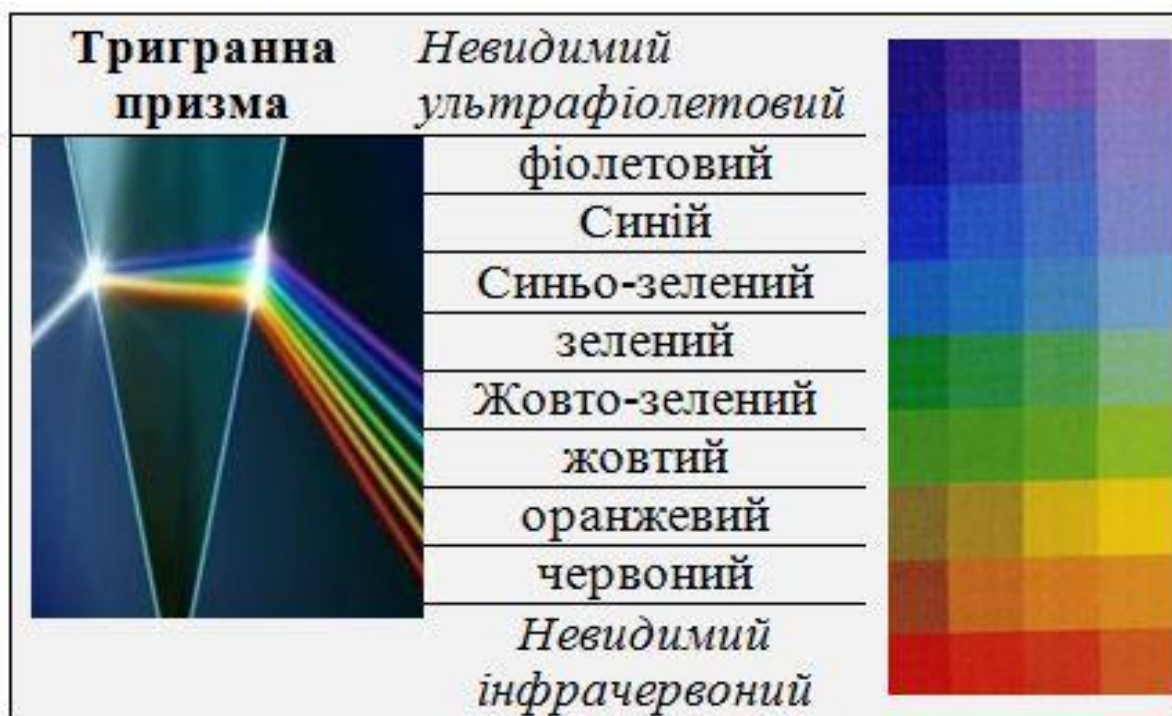 Тригранна
призма
Невидимий
ультрафіолетовий
фіолетовий
Синій
Синьо-зелений
зелений
Жовто-зелений
жовтий
оранжевий
червоний
Невидимий
інфрачервоний